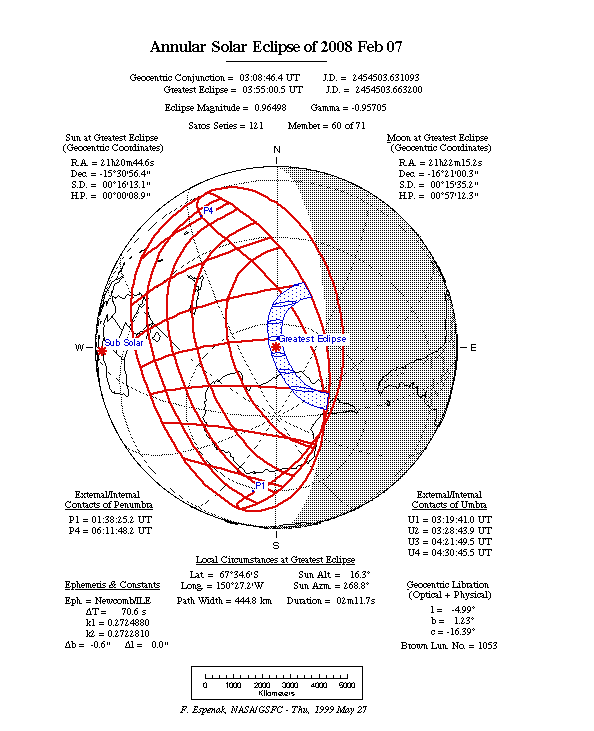 Annular Solar Eclipse of 2008 Feb 07
Geocentric Conjunction = 03:08:46.4 UT J.D. = 2454503.631093
Greatest Eclipse = 03:55:00.5 UT J.D. = 2454503.663200
Eclipse Magnitude = 0.96498 Gamma = -0.95705
Saros Series = 121 Member = 60 of 71
Sun at Greatest Eclipse
(Geocentric Coordinates)
R.A. = 21h20m44.6s
Dec. = -15°30'56.4"
S.D. = 00°16'13.1"
H.P. = 00°00'08.9"
Moon at Greatest Eclipse
(Geocentric Coordinates)
R.A. = 21h22m15.2s
Dec. = -16°21'00.3"
S.D. = 00°15'35.2"
H.P. = 00°57'12.3"
N
P4
W
Sub Solar
Greatest Eclipse
E
P1
S
External/Internal
Contacts of Penumbra
P1 = 01:38:25.2 UT
P4 = 06:11:48.2 UT
External/Internal
Contacts of Umbra
U1 = 03:19:41.0 UT
U2 = 03:28:43.9 UT
U3 = 04:21:49.5 UT
U4 = 04:30:45.5 UT
Local Circumstances at Greatest Eclipse
Lat. = 67°34.6'S Sun Alt. = 16.3°
Long. = 150°27.2'W Sun Azm. = 268.8°
Path Width = 444.8 km Duration = 02m11.7s
Ephemeris & Constants
Eph. = Newcomb/ILE
ΔT = 70.6 s
k1 = 0.2724880
k2 = 0.2722810
Δb = -0.6" Δl = 0.0"
Geocentric Libration
(Optical + Physical)
l = -4.99°
b = 1.23°
c = -16.39°
Brown Lun. No. = 1053
0 1000 2000 3000 4000 5000
Kilometers
F. Espenak, NASA/GSFC - Thu, 1999 May 27